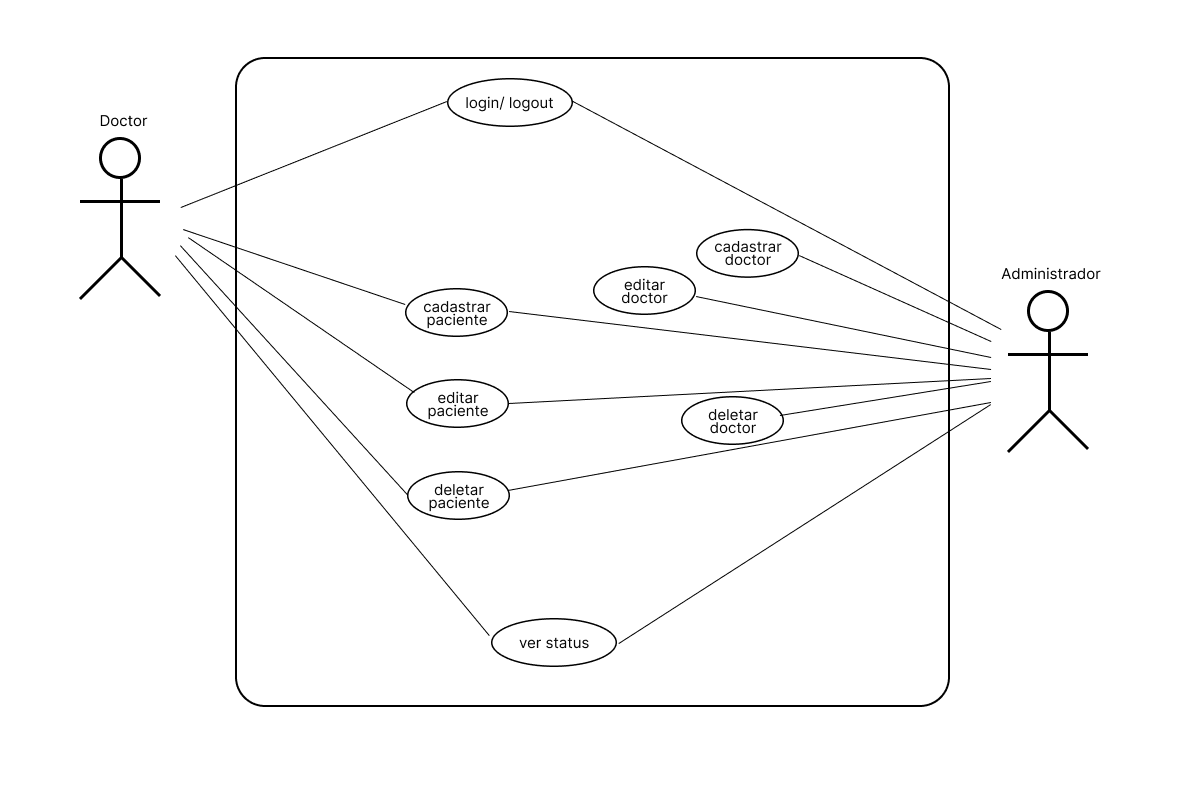 login/ logout
Doctor
cadastrar
doctor
Administrador
editar
doctor
cadastrar
paciente
editar
paciente
deletar
doctor
deletar
paciente
ver status